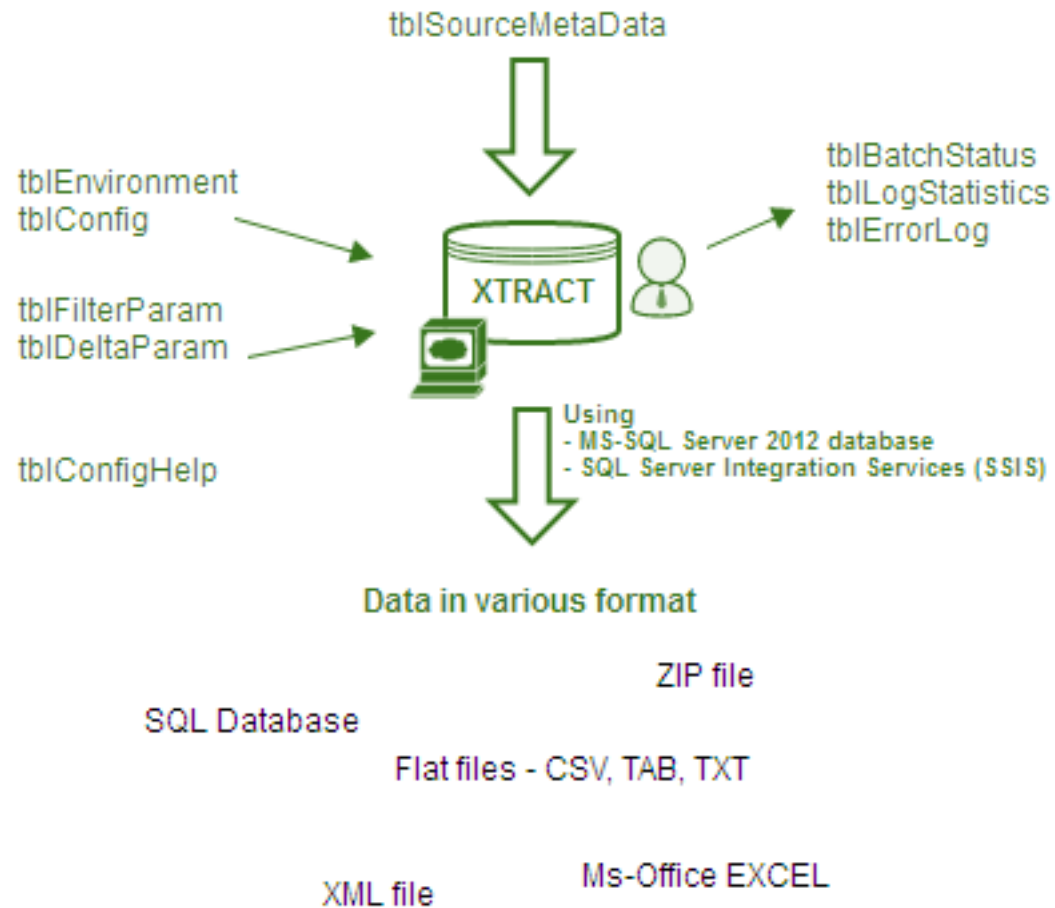 tblSourceMetaData
tblEnvironment
tblConfig
tblBatchStatus
tblLogStatistics
tblErrorLog
XTRACT
tblFilterParam
tblDeltaParam
Using
- MS-SQL Server 2012 database
- SQL Server Integration Services (SSIS)
tblConfigHelp
Data in various format
ZIP file
SQL Database
Flat files - CSV, TAB, TXT
Ms-Office EXCEL
XML file